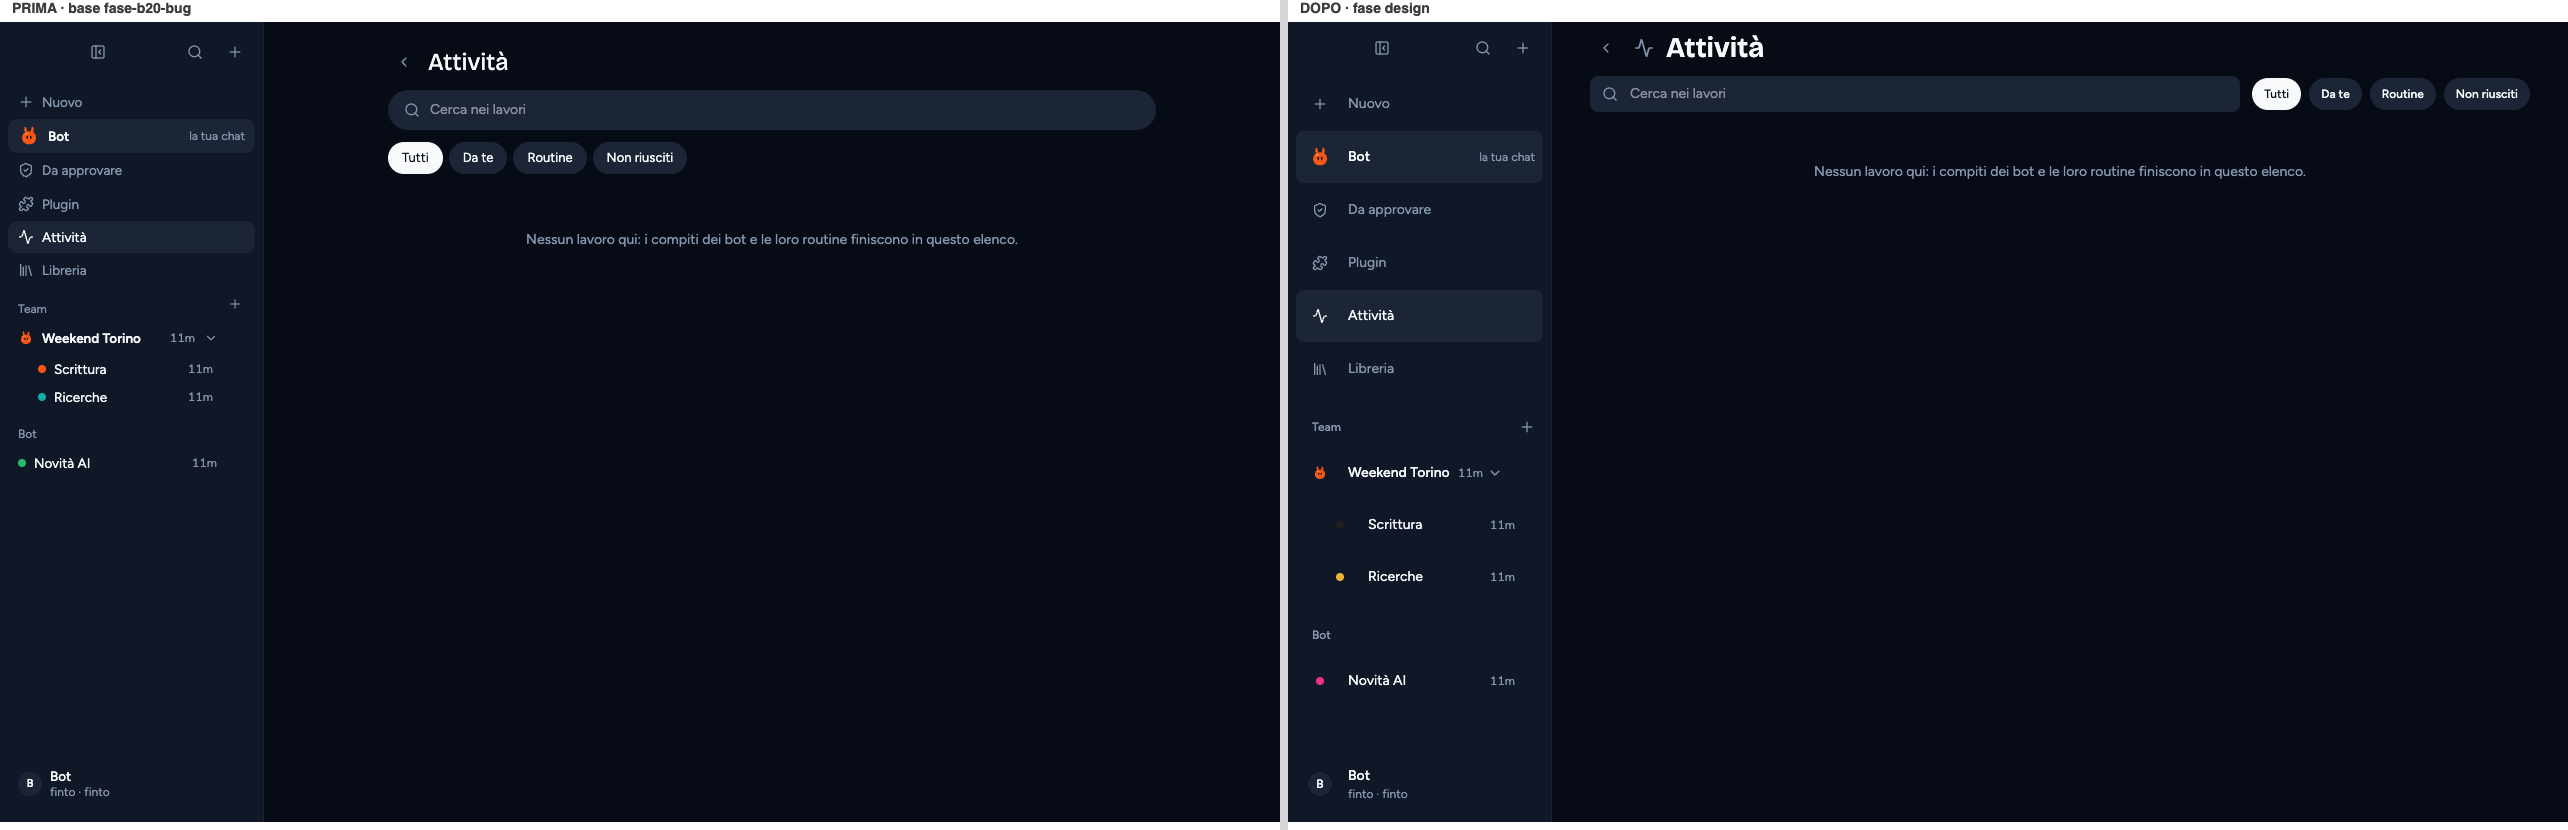 PRIMA · base fase-b20-bug
Attività
Nuovo
Cerca nei lavori
Bot la tua chat
Tutti Da te Routine Non riusciti
Da approvare
Plugin
Attività
Nessun lavoro qui: i compiti dei bot e le loro routine finiscono in questo elenco.
Libreria
Team
Weekend Torino 11m
Scrittura 11m
Ricerche 11m
Bot
Novità AI 11m
B
Bot
finto · finto
DOPO · fase design
Attività
Cerca nei lavori Tutti Da te Routine Non riusciti
Nuovo
Bot la tua chat
Nessun lavoro qui: i compiti dei bot e le loro routine finiscono in questo elenco.
Da approvare
Plugin
Attività
Libreria
Team
Weekend Torino 11m
Scrittura 11m
Ricerche 11m
Bot
Novità AI 11m
B
Bot
finto · finto